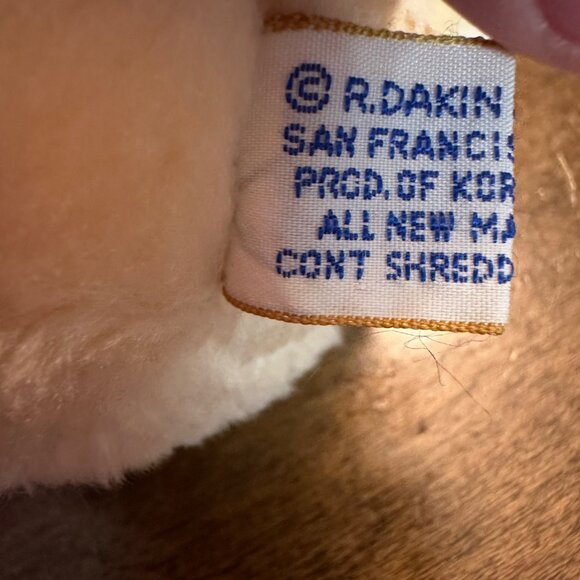 © R.DAKIN
SAN FRANCIS
PROD. OF KOR
ALL NEW MA
CONT SHREDD